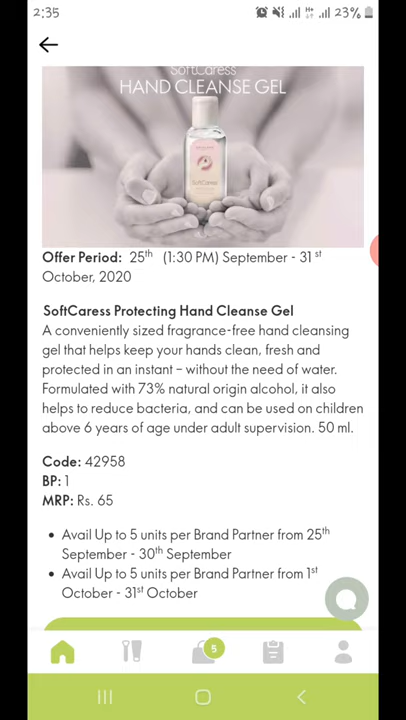 2:35
23%
SoftCaress
HAND CLEANSE GEL
SoftCaress
Offer Period: 25th (1:30 PM) September - 31 st
October, 2020
SoftCaress Protecting Hand Cleanse Gel
A conveniently sized fragrance-free hand cleansing
gel that helps keep your hands clean, fresh and
protected in an instant – without the need of water.
Formulated with 73% natural origin alcohol, it also
helps to reduce bacteria, and can be used on children
above 6 years of age under adult supervision. 50 ml.
Code: 42958
BP: 1
MRP: Rs. 65
• Avail Up to 5 units per Brand Partner from 25th
September - 30th September
• Avail Up to 5 units per Brand Partner from 1st
October - 31st October
5